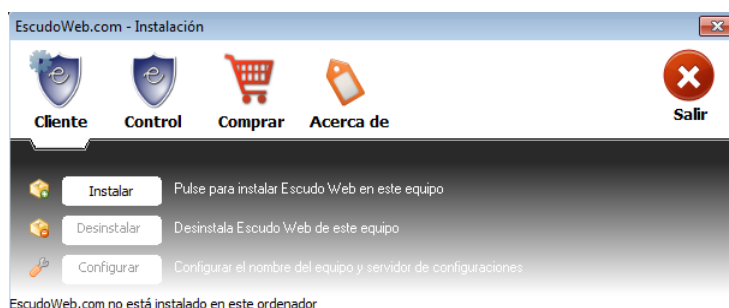 EscudoWeb.com - Instalación
Cliente Control Comprar Acerca de Salir
Instalar Pulse para instalar Escudo Web en este equipo
Desinstalar Desinstala Escudo Web de este equipo
Configurar Configurar el nombre del equipo y servidor de configuraciones
EscudoWeb.com no está instalado en este ordenador